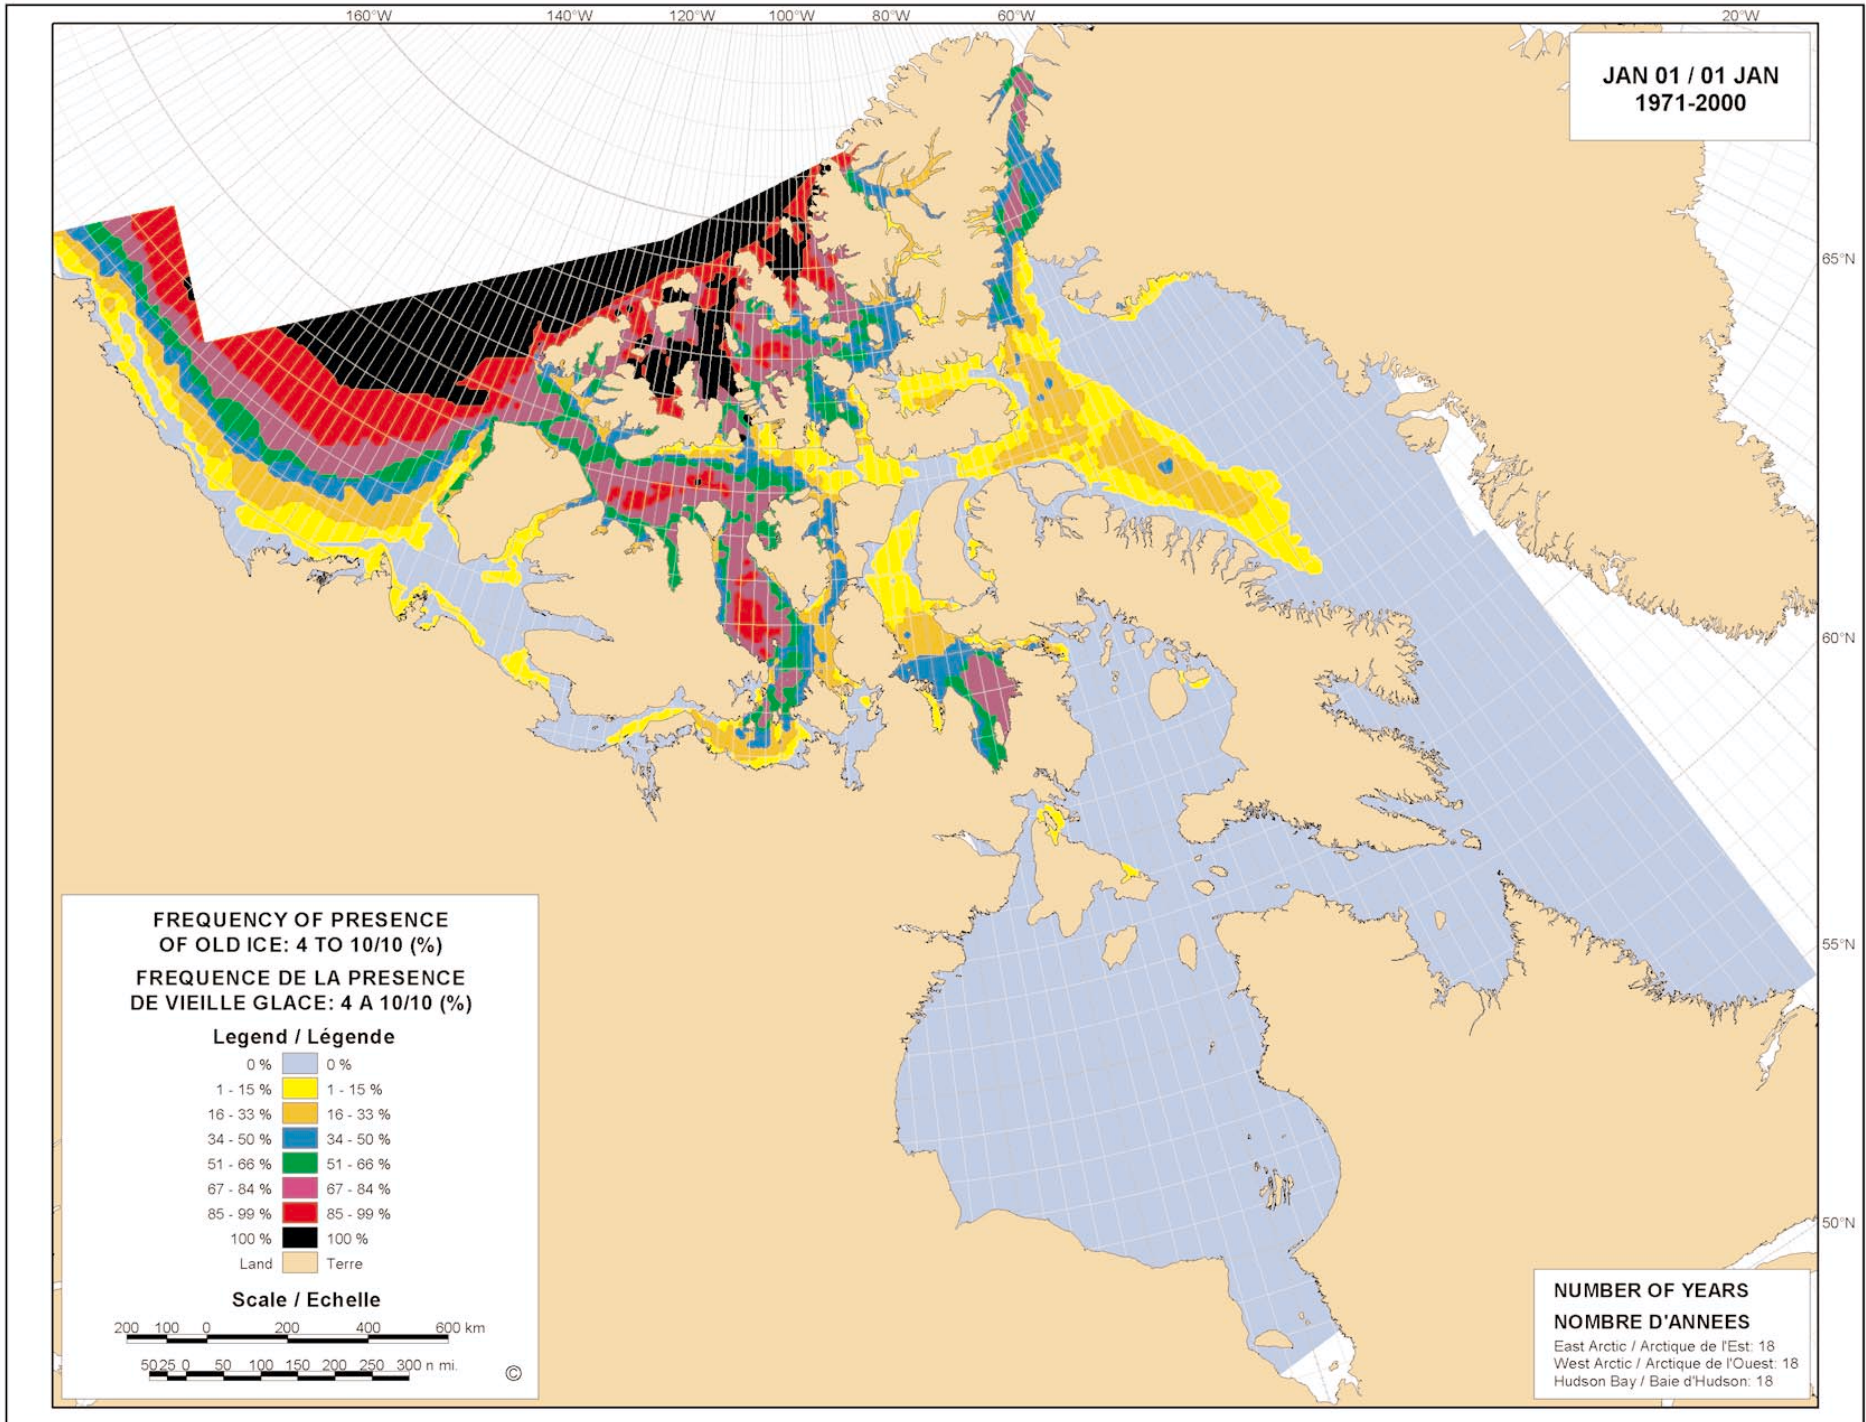 160°W 140°W 120°W 100°W 80°W 60°W 20°W
JAN 01 / 01 JAN
1971-2000
65°N
60°N
55°N
50°N
FREQUENCY OF PRESENCE
OF OLD ICE: 4 TO 10/10 (%)
FREQUENCE DE LA PRESENCE
DE VIEILLE GLACE: 4 A 10/10 (%)
Legend / Légende
0 % 0 %
1 - 15 % 1 - 15 %
16 - 33 % 16 - 33 %
34 - 50 % 34 - 50 %
51 - 66 % 51 - 66 %
67 - 84 % 67 - 84 %
85 - 99 % 85 - 99 %
100 % 100 %
Land Terre
Scale / Echelle
200 100 0 200 400 600 km
50 25 0 50 100 150 200 250 300 n mi.
©
NUMBER OF YEARS
NOMBRE D'ANNEES
East Arctic / Arctique de l'Est: 18
West Arctic / Arctique de l'Ouest: 18
Hudson Bay / Baie d'Hudson: 18